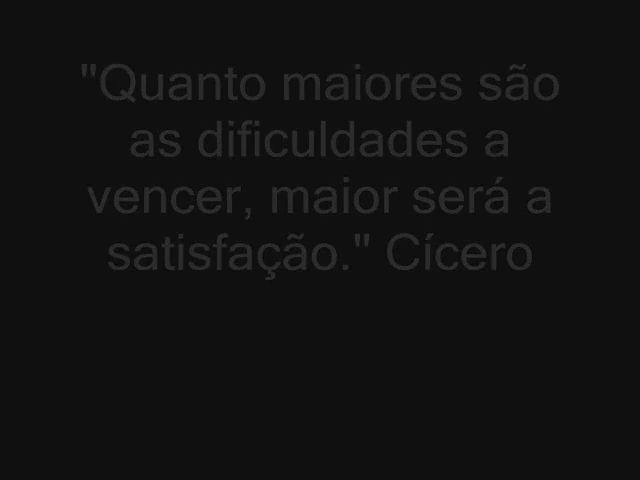 "Quanto maiores são
as dificuldades a
vencer, maior será a
satisfação." Cícero